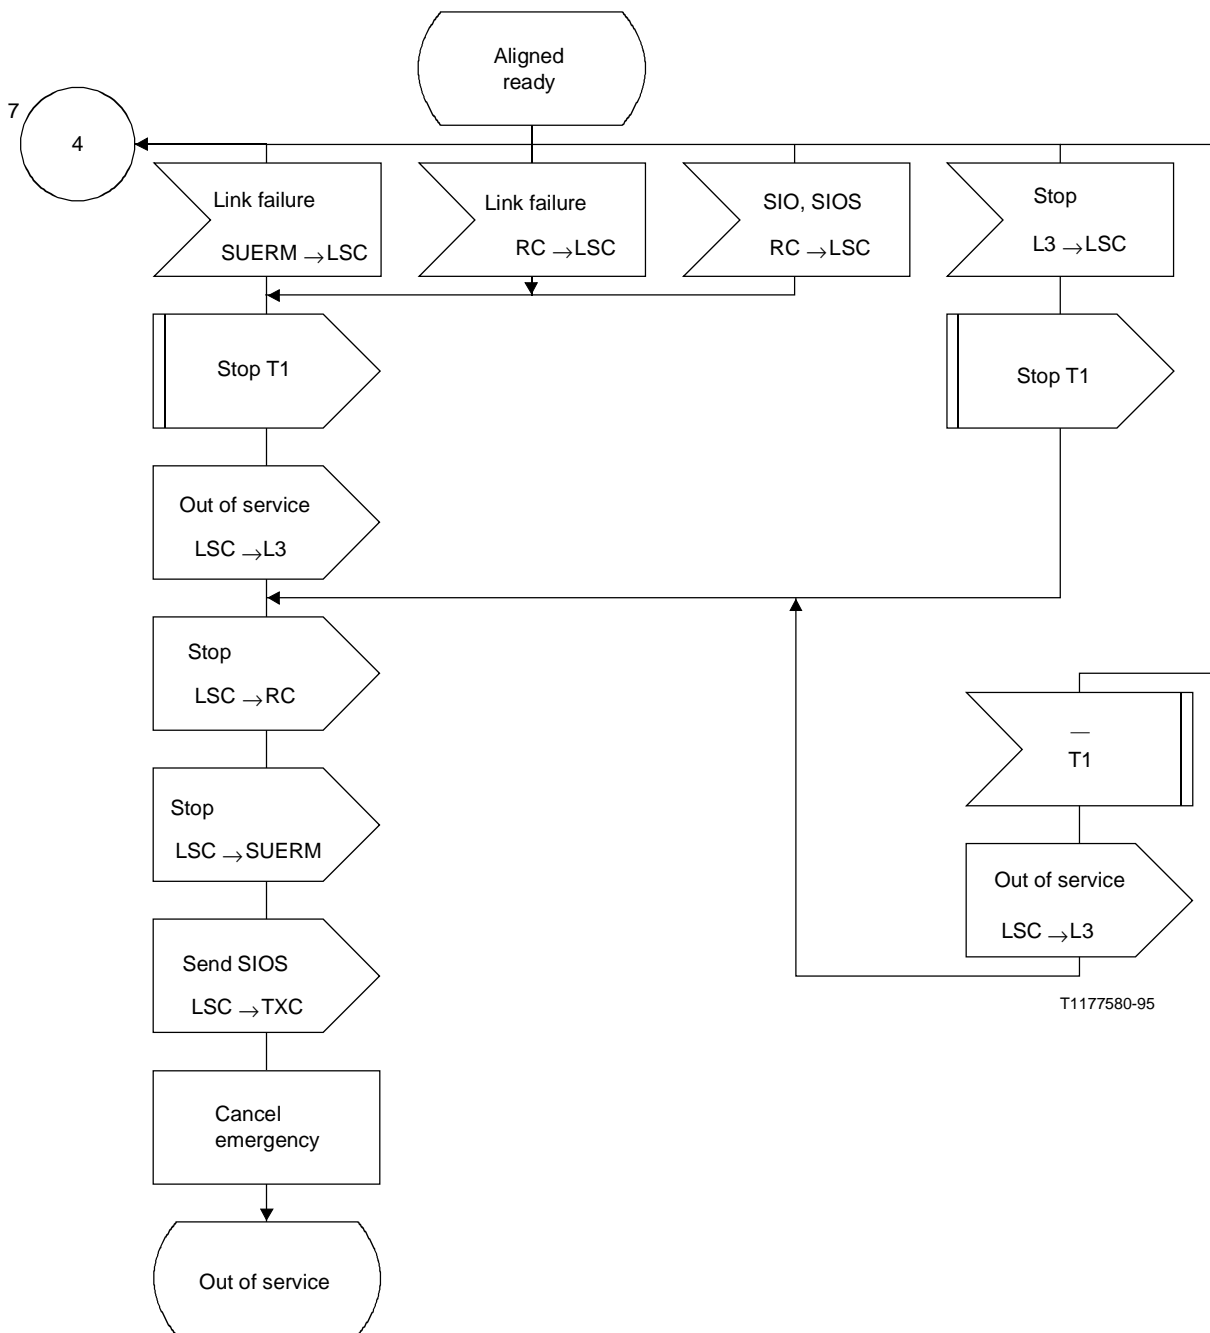 Aligned
ready
7
4
Link failure
SUERM →LSC
Link failure
RC →LSC
SIO, SIOS
RC →LSC
Stop
L3 →LSC
Stop T1
Stop T1
Out of service
LSC →L3
Stop
LSC →RC
T1
Stop
LSC →SUERM
Out of service
LSC →L3
Send SIOS
LSC →TXC
T1177580-95
Cancel
emergency
Out of service